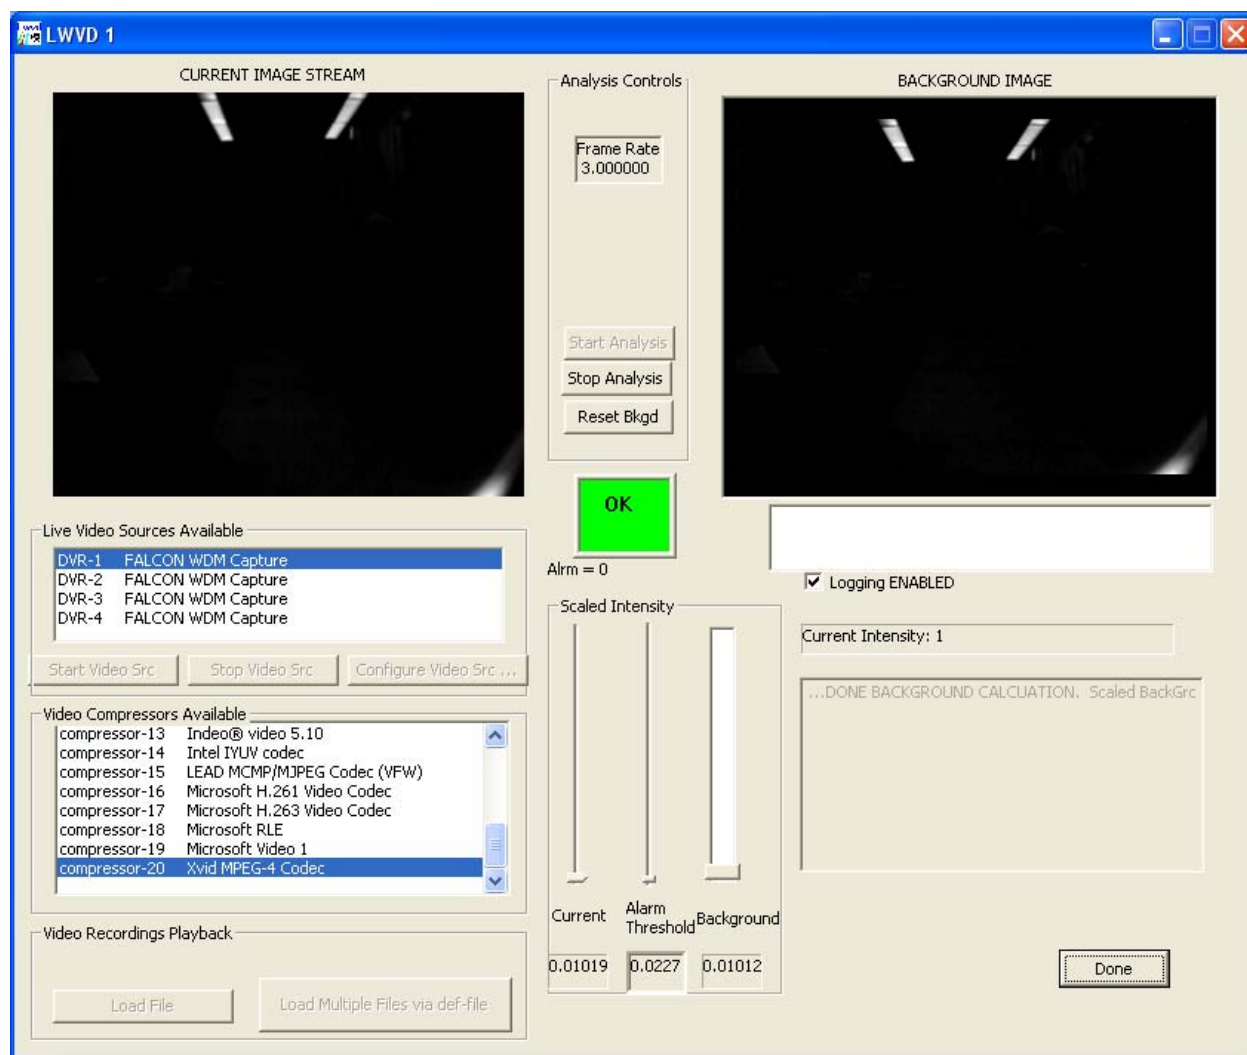 LWVD 1
CURRENT IMAGE STREAM
Analysis Controls
BACKGROUND IMAGE
Frame Rate
3.000000
Start Analysis
Stop Analysis
Reset Bkgd
OK
Alrm = 0
Live Video Sources Available
DVR-1 FALCON WDM Capture
DVR-2 FALCON WDM Capture
DVR-3 FALCON WDM Capture
DVR-4 FALCON WDM Capture
Start Video Src
Stop Video Src
Configure Video Src ...
Video Compressors Available
compressor-13 Indeo® video 5.10
compressor-14 Intel IYUV codec
compressor-15 LEAD MCMP/MJPEG Codec (VFW)
compressor-16 Microsoft H.261 Video Codec
compressor-17 Microsoft H.263 Video Codec
compressor-18 Microsoft RLE
compressor-19 Microsoft Video 1
compressor-20 Xvid MPEG-4 Codec
Video Recordings Playback
Load File
Load Multiple Files via def-file
Scaled Intensity
Current
Alarm
Threshold
Background
0.01019
0.0227
0.01012
Logging ENABLED
Current Intensity: 1
...DONE BACKGROUND CALCUATION. Scaled BackGrc
Done